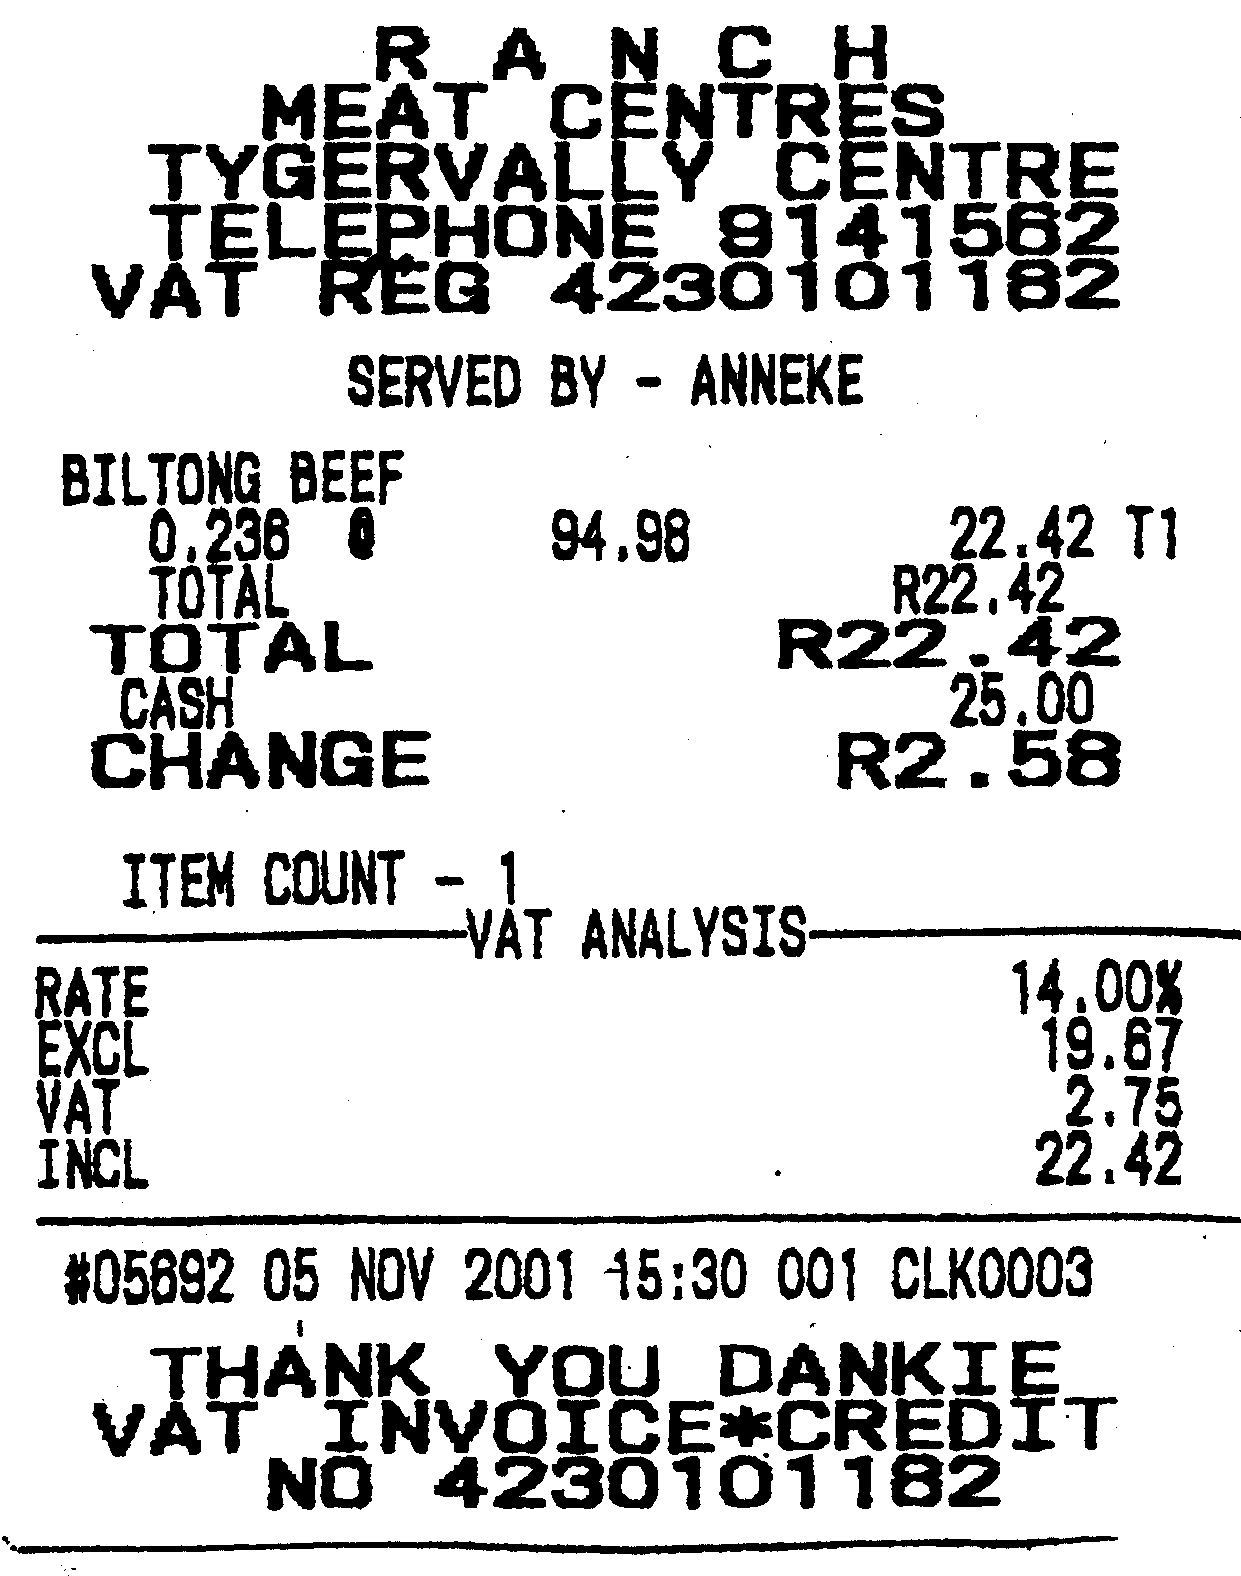 R A N C H
MEAT CENTRES
TYGERVALLY CENTRE
TELEPHONE 9141562
VAT REG 4230101182
SERVED BY - ANNEKE
BILTONG BEEF
0.236 @ 94.98 22.42 T1
TOTAL R22.42
TOTAL R22.42
CASH 25.00
CHANGE R2.58
ITEM COUNT - 1
VAT ANALYSIS
RATE 14.00%
EXCL 19.67
VAT 2.75
INCL 22.42
#05692 05 NOV 2001 15:30 001 CLK0003
THANK YOU DANKIE
VAT INVOICE*CREDIT
NO 4230101182